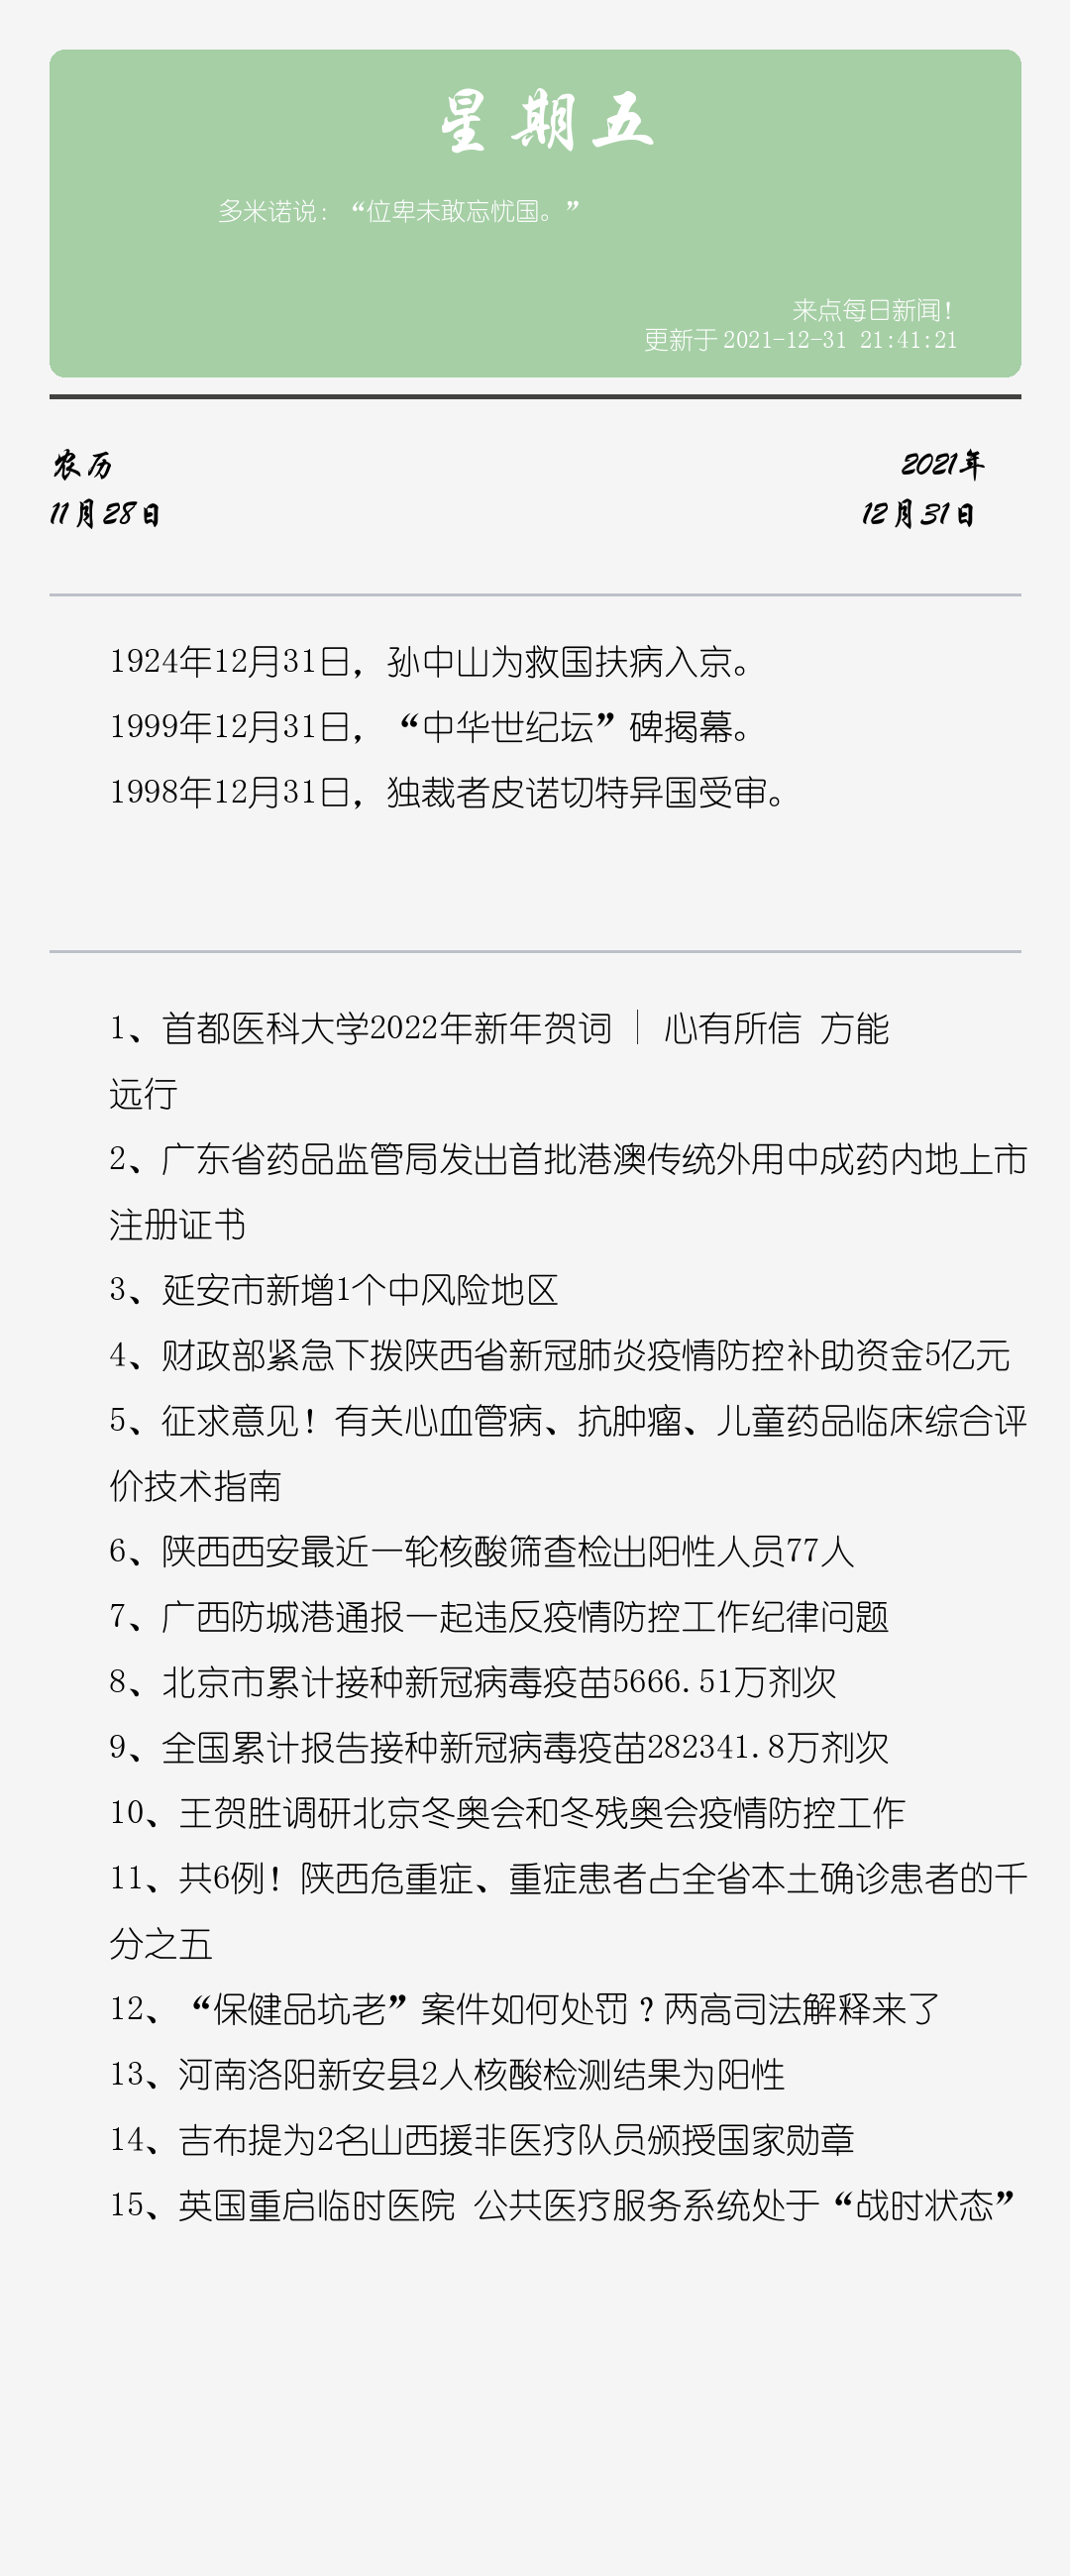 星期五
多米诺说：“位卑未敢忘忧国。”
来点每日新闻！
更新于2021-12-31 21:41:21
农历
2021年
11月28日
12月31日
1924年12月31日，孙中山为救国扶病入京。
1999年12月31日，“中华世纪坛”碑揭幕。
1998年12月31日，独裁者皮诺切特异国受审。
1、首都医科大学2022年新年贺词 | 心有所信 方能
远行
2、广东省药品监管局发出首批港澳传统外用中成药内地上市
注册证书
3、延安市新增1个中风险地区
4、财政部紧急下拨陕西省新冠肺炎疫情防控补助资金5亿元
5、征求意见！有关心血管病、抗肿瘤、儿童药品临床综合评
价技术指南
6、陕西西安最近一轮核酸筛查检出阳性人员77人
7、广西防城港通报一起违反疫情防控工作纪律问题
8、北京市累计接种新冠病毒疫苗5666.51万剂次
9、全国累计报告接种新冠病毒疫苗282341.8万剂次
10、王贺胜调研北京冬奥会和冬残奥会疫情防控工作
11、共6例！陕西危重症、重症患者占全省本土确诊患者的千
分之五
12、“保健品坑老”案件如何处罚？两高司法解释来了
13、河南洛阳新安县2人核酸检测结果为阳性
14、吉布提为2名山西援非医疗队员颁授国家勋章
15、英国重启临时医院 公共医疗服务系统处于“战时状态”